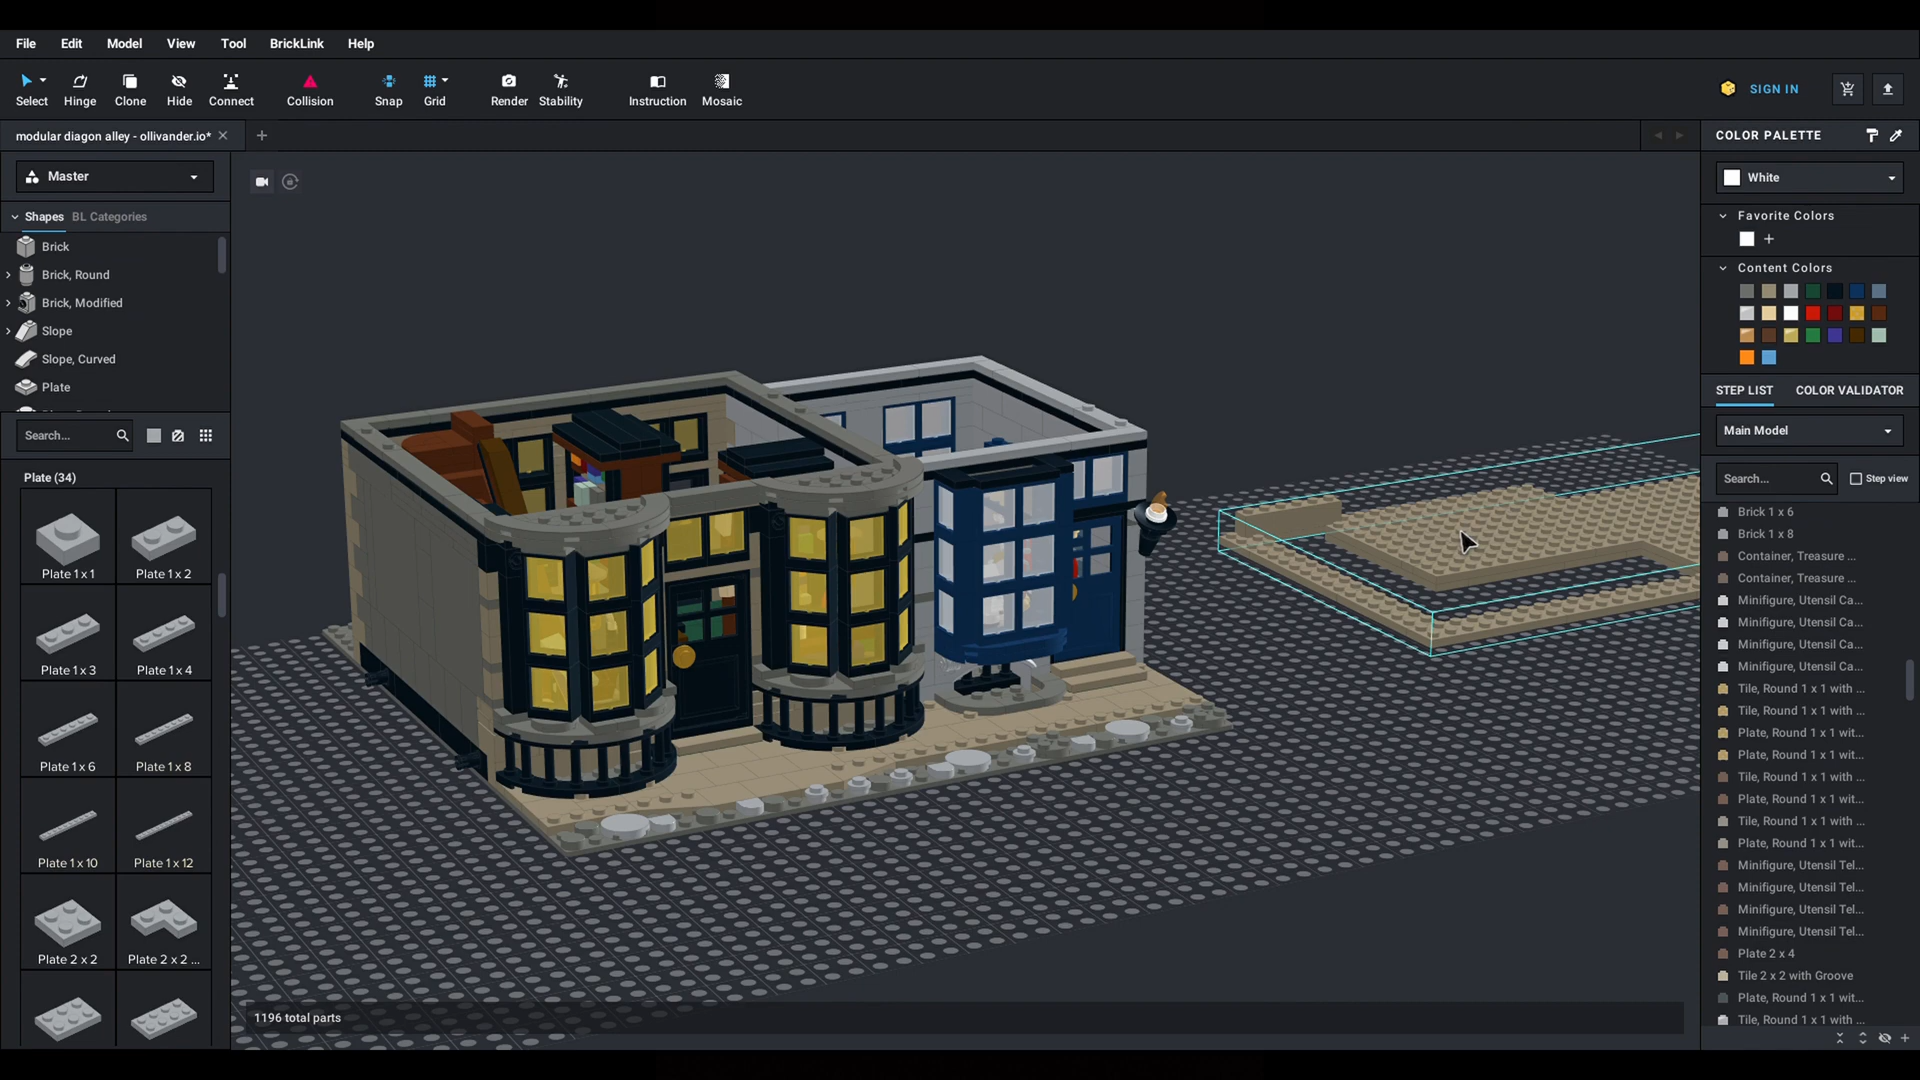 File Edit Model View Tool BrickLink Help
Select Hinge Clone Hide Connect Collision Snap Grid Render Stability Instruction Mosaic
SIGN IN
modular diagon alley - ollivander.io*
Master
Shapes BL Categories
Brick
Brick, Round
Brick, Modified
Slope
Slope, Curved
Plate
Search...
Plate (34)
Plate 1 x 1
Plate 1 x 2
Plate 1 x 3
Plate 1 x 4
Plate 1 x 6
Plate 1 x 8
Plate 1 x 10
Plate 1 x 12
Plate 2 x 2
Plate 2 x 2 ...
1196 total parts
COLOR PALETTE
White
Favorite Colors
Content Colors
STEP LIST COLOR VALIDATOR
Main Model
Search...
Step view
Brick 1 x 6
Brick 1 x 8
Container, Treasure ...
Container, Treasure ...
Minifigure, Utensil Ca...
Minifigure, Utensil Ca...
Minifigure, Utensil Ca...
Minifigure, Utensil Ca...
Tile, Round 1 x 1 with ...
Tile, Round 1 x 1 with ...
Plate, Round 1 x 1 wit...
Plate, Round 1 x 1 wit...
Tile, Round 1 x 1 with ...
Plate, Round 1 x 1 wit...
Tile, Round 1 x 1 with ...
Plate, Round 1 x 1 wit...
Minifigure, Utensil Tel...
Minifigure, Utensil Tel...
Minifigure, Utensil Tel...
Minifigure, Utensil Tel...
Plate 2 x 4
Tile 2 x 2 with Groove
Plate, Round 1 x 1 wit...
Tile, Round 1 x 1 with ...